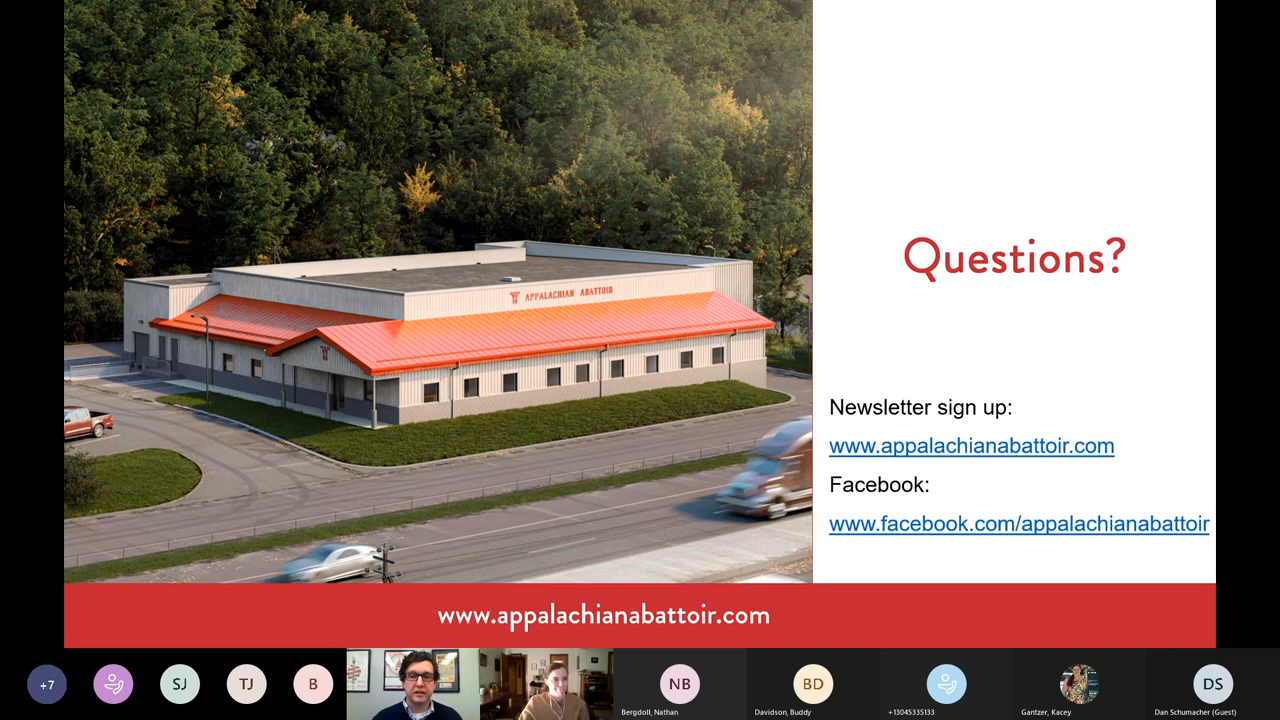 APPALACHIAN ABATTOIR
Questions?
Newsletter sign up:
www.appalachianabattoir.com
Facebook:
www.facebook.com/appalachianabattoir
www.appalachianabattoir.com
+7
SJ
TJ
B
NB
Bergdoll, Nathan
BD
Davidson, Buddy
+13045335133
Gantzer, Kacey
DS
Dan Schumacher (Guest)